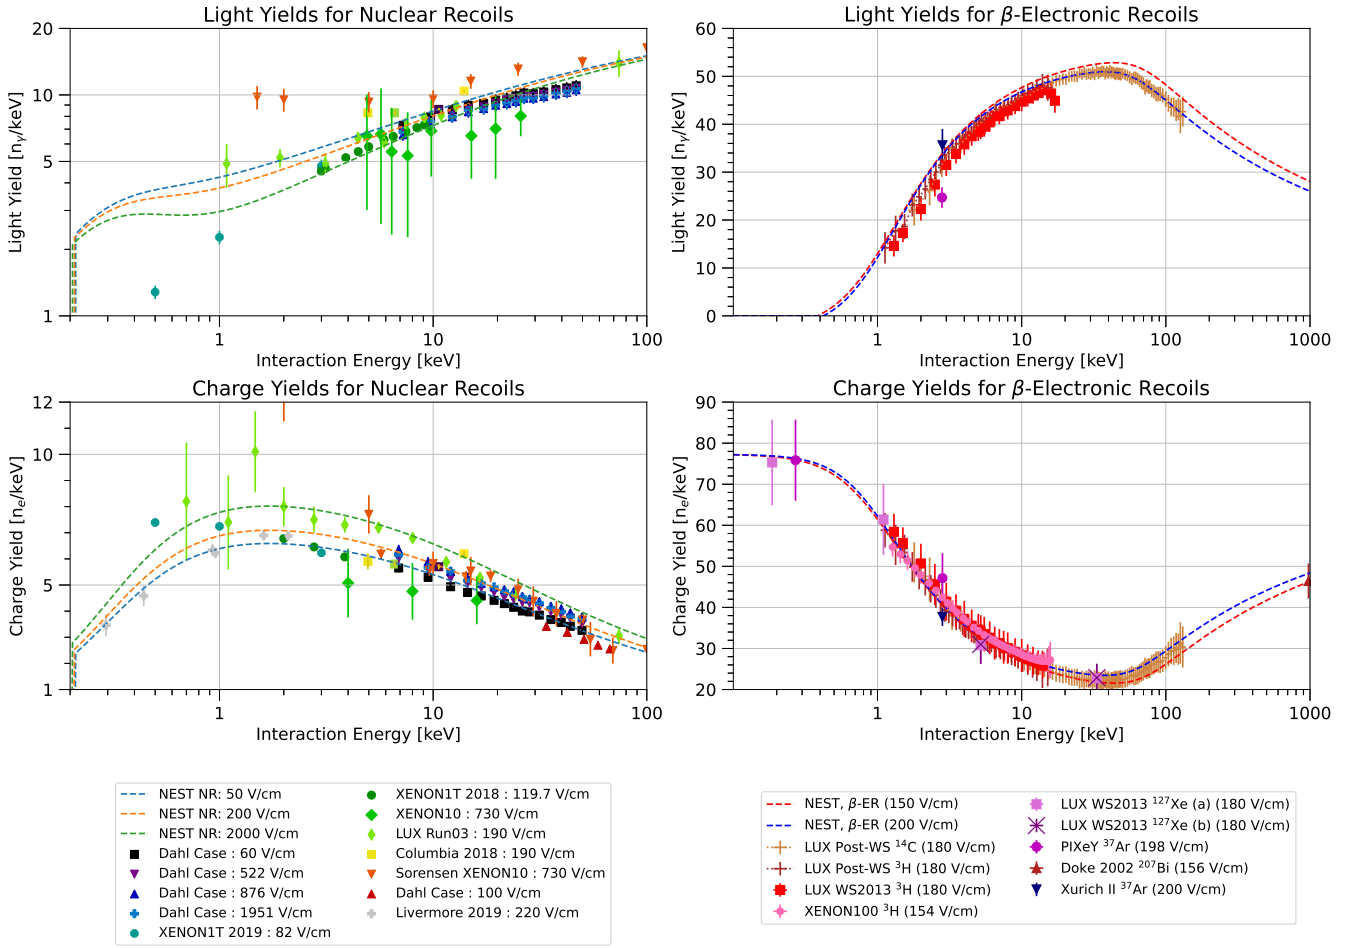 Light Yields for Nuclear Recoils
Light Yield [nγ/keV]
20
10
5
1
1
10
100
Interaction Energy [keV]
Light Yields for β-Electronic Recoils
Light Yield [nγ/keV]
60
50
40
30
20
10
0
1
10
100
1000
Interaction Energy [keV]
Charge Yields for Nuclear Recoils
Charge Yield [ne/keV]
12
10
5
1
1
10
100
Interaction Energy [keV]
Charge Yields for β-Electronic Recoils
Charge Yield [ne/keV]
90
80
70
60
50
40
30
20
1
10
100
1000
Interaction Energy [keV]
NEST NR: 50 V/cm
NEST NR: 200 V/cm
NEST NR: 2000 V/cm
Dahl Case : 60 V/cm
Dahl Case : 522 V/cm
Dahl Case : 876 V/cm
Dahl Case : 1951 V/cm
XENON1T 2019 : 82 V/cm
XENON1T 2018 : 119.7 V/cm
XENON10 : 730 V/cm
LUX Run03 : 190 V/cm
Columbia 2018 : 190 V/cm
Sorensen XENON10 : 730 V/cm
Dahl Case : 100 V/cm
Livermore 2019 : 220 V/cm
NEST, β-ER (150 V/cm)
NEST, β-ER (200 V/cm)
LUX Post-WS ¹⁴C (180 V/cm)
LUX Post-WS ³H (180 V/cm)
LUX WS2013 ³H (180 V/cm)
XENON100 ³H (154 V/cm)
LUX WS2013 ¹²⁷Xe (a) (180 V/cm)
LUX WS2013 ¹²⁷Xe (b) (180 V/cm)
PIXeY ³⁷Ar (198 V/cm)
Doke 2002 ²⁰⁷Bi (156 V/cm)
Xurich II ³⁷Ar (200 V/cm)